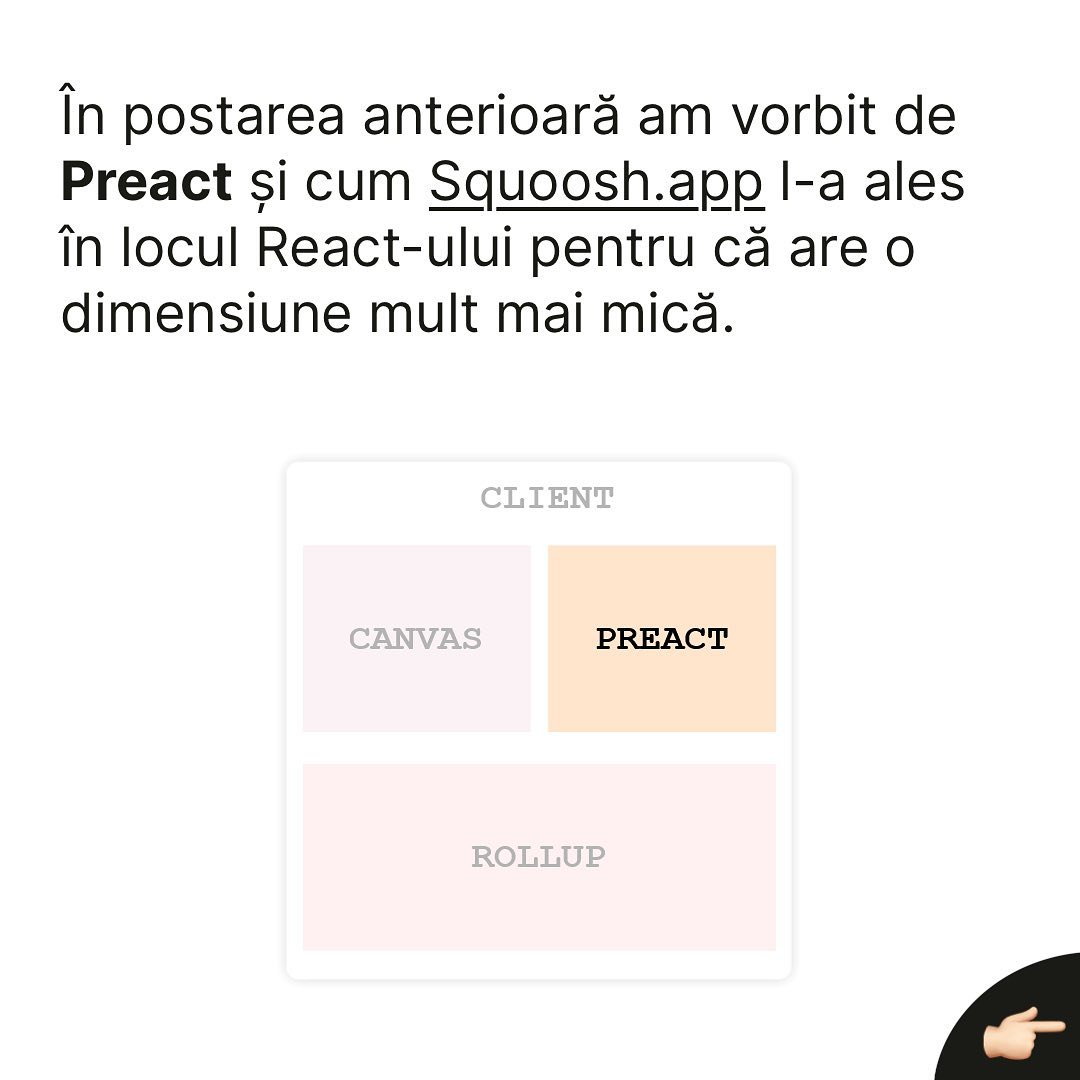 În postarea anterioară am vorbit de
Preact și cum Squoosh.app l-a ales
în locul React-ului pentru că are o
dimensiune mult mai mică.
CLIENT
CANVAS
PREACT
ROLLUP